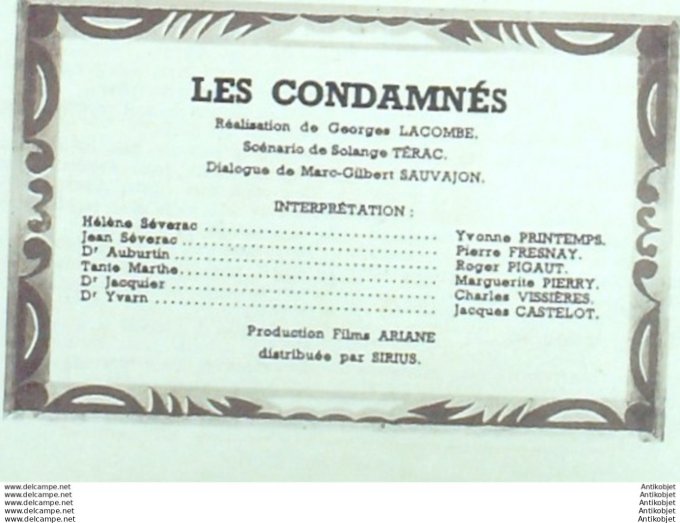 LES CONDAMNÉS
Réalisation de Georges LACOMBE.
Scénario de Solange TÉRAC.
Dialogue de Marc-Gilbert SAUVAJON.
INTERPRÉTATION :
Hélène Séverac ........ Yvonne PRINTEMPS.
Jean Séverac ........ Pierre FRESNAY.
Dr Auburtin ........ Roger PIGAUT.
Tante Marthe ........ Marguerite PIERRY.
Dr Jacquier ........ Charles VISSIÈRES.
Dr Yvarn ........ Jacques CASTELOT.
Production Films ARIANE
distribuée par SIRIUS.
www.delcampe.net Antikobjet
www.delcampe.net Antikobjet
www.delcampe.net Antikobjet
www.delcampe.net Antikobjet
www.delcampe.net Antikobjet